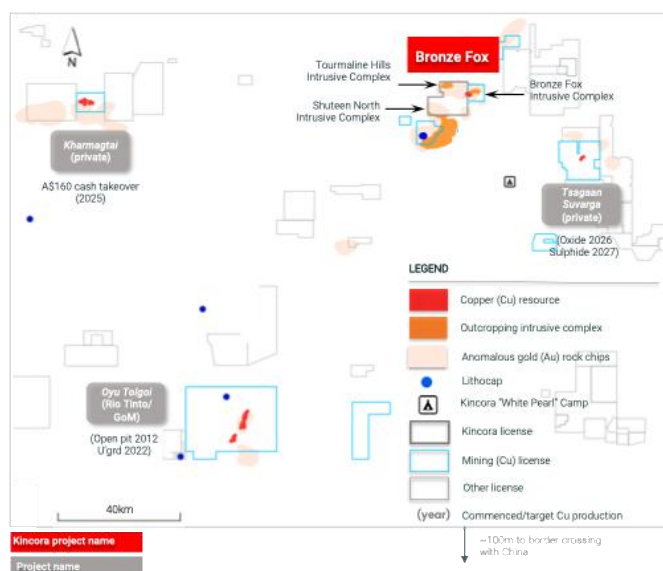 N
Bronze Fox
Tourmaline Hills
Intrusive Complex
Shuteen North
Intrusive Complex
Bronze Fox
Intrusive Complex
Kharmagtai
(private)
A$160 cash takeover
(2025)
Tsagaan
Suvarga
(private)
(Oxide 2026
Sulphide 2027)
Oyu Tolgoi
(Rio Tinto/
GoM)
(Open pit 2012
U'grd 2022)
40km
LEGEND
Copper (Cu) resource
Outcropping intrusive complex
Anomalous gold (Au) rock chips
Lithocap
Kincora "White Pearl" Camp
Kincora license
Mining (Cu) license
Other license
(year) Commenced/target Cu production
Kincora project name
Project name
~100m to border crossing
with China